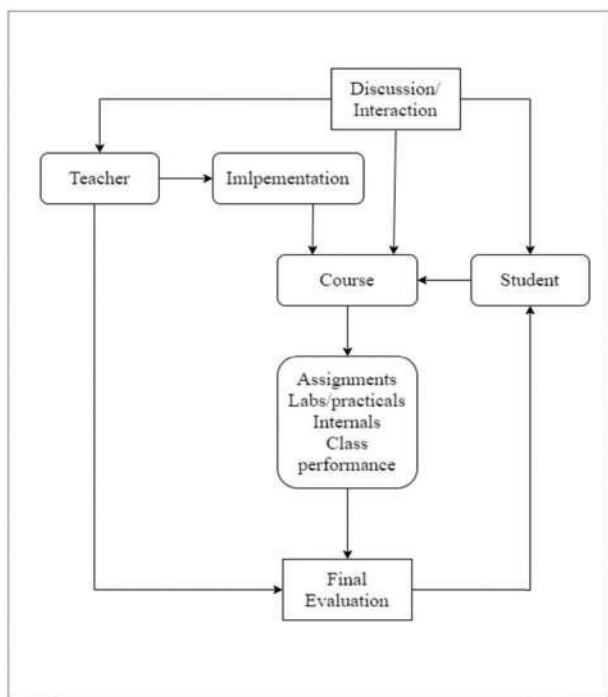 Discussion/
Interaction
Teacher
Imlpementation
Course
Student
Assignments
Labs/practicals
Internals
Class
performance
Final
Evaluation